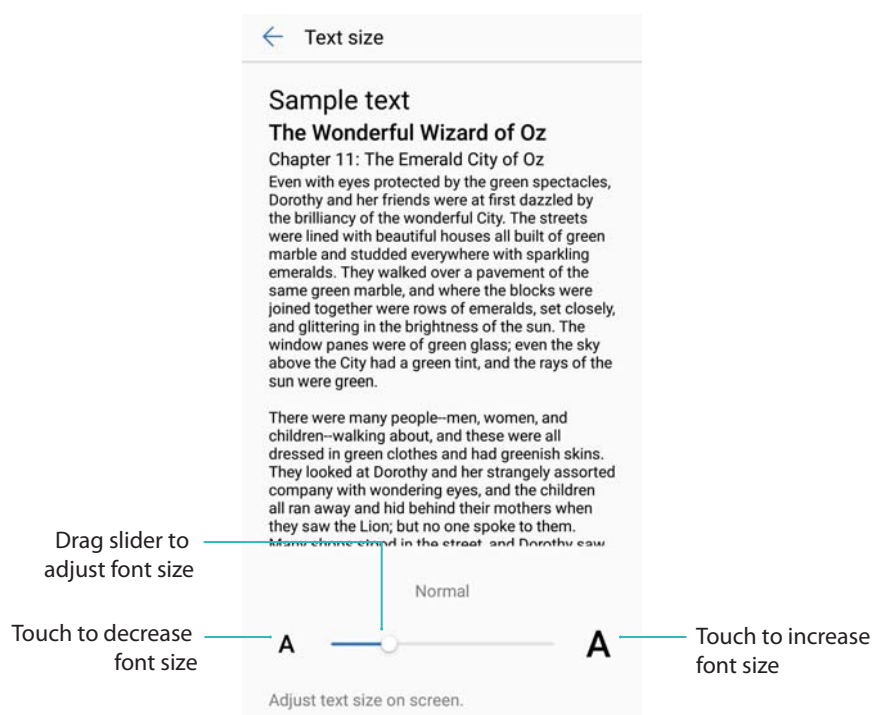 Text size
Sample text
The Wonderful Wizard of Oz
Chapter 11: The Emerald City of Oz
Even with eyes protected by the green spectacles,
Dorothy and her friends were at first dazzled by
the brilliancy of the wonderful City. The streets
were lined with beautiful houses all built of green
marble and studded everywhere with sparkling
emeralds. They walked over a pavement of the
same green marble, and where the blocks were
joined together were rows of emeralds, set closely,
and glittering in the brightness of the sun. The
window panes were of green glass; even the sky
above the City had a green tint, and the rays of the
sun were green.
There were many people--men, women, and
children--walking about, and these were all
dressed in green clothes and had greenish skins.
They looked at Dorothy and her strangely assorted
company with wondering eyes, and the children
all ran away and hid behind their mothers when
they saw the Lion; but no one spoke to them.
Many shops stood in the street, and Dorothy saw
Drag slider to
adjust font size
Normal
Touch to decrease
font size
A
A
Touch to increase
font size
Adjust text size on screen.